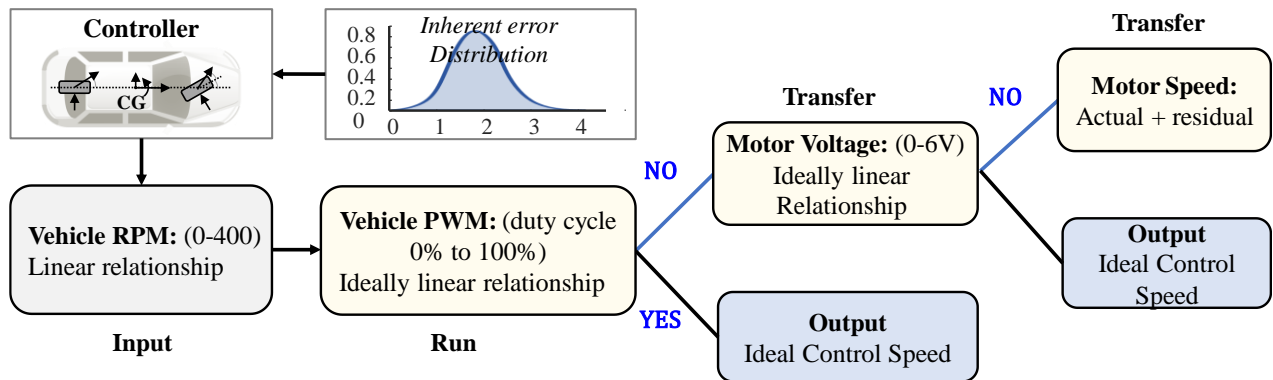 Controller
CG
Inherent error
Distribution
0.8
0.6
0.4
0.2
0
0 1 2 3 4
Vehicle RPM: (0-400)
Linear relationship
Input
Vehicle PWM: (duty cycle
0% to 100%)
Ideally linear relationship
Run
NO
YES
Transfer
Motor Voltage: (0-6V)
Ideally linear
Relationship
Output
Ideal Control Speed
NO
Transfer
Motor Speed:
Actual + residual
Output
Ideal Control
Speed